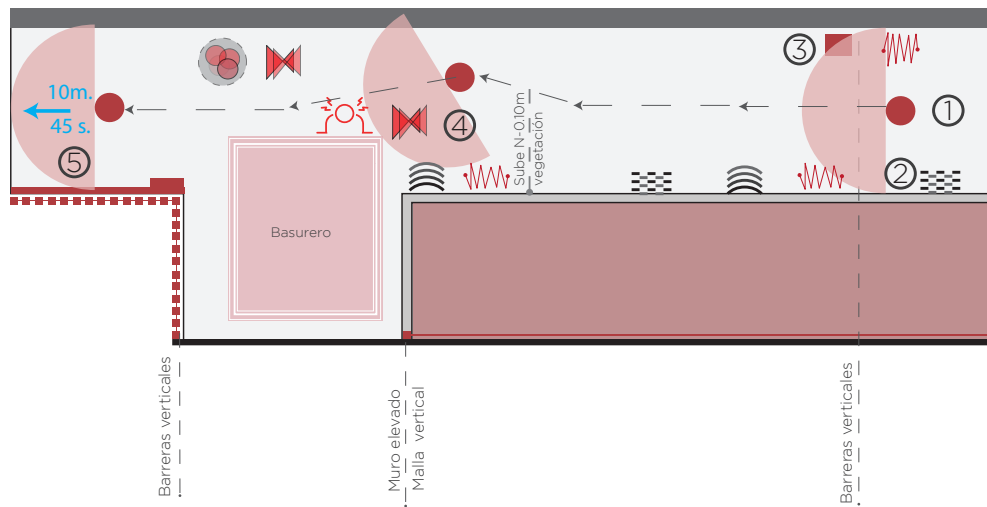 ③
①
10m.
45 s.
④
⑤
②
Sube N-0.10m
vegetación
Basurero
Barreras verticales
Muro elevado
Malla vertical
Barreras verticales